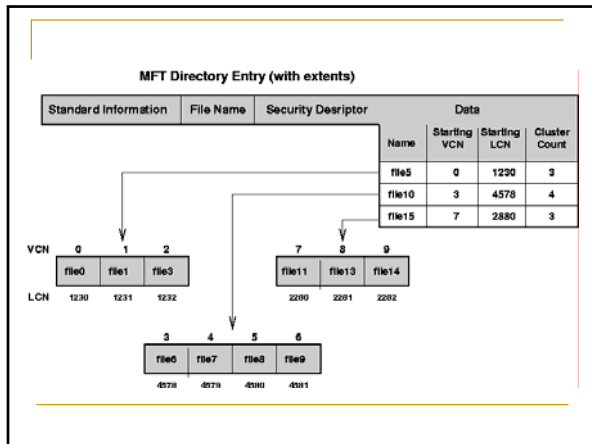 MFT Directory Entry (with extents)
Standard Information File Name Security Desriptor Data
Name Starting VCN Starting LCN Cluster Count
file5 0 1230 3
file10 3 4578 4
file15 7 2880 3
VCN 0 1 2 7 8 9
file0 file1 file3 file11 file13 file14
LCN 1230 1231 1232 2280 2281 2282
3 4 5 6
file6 file7 file8 file9
4578 4579 4580 4581